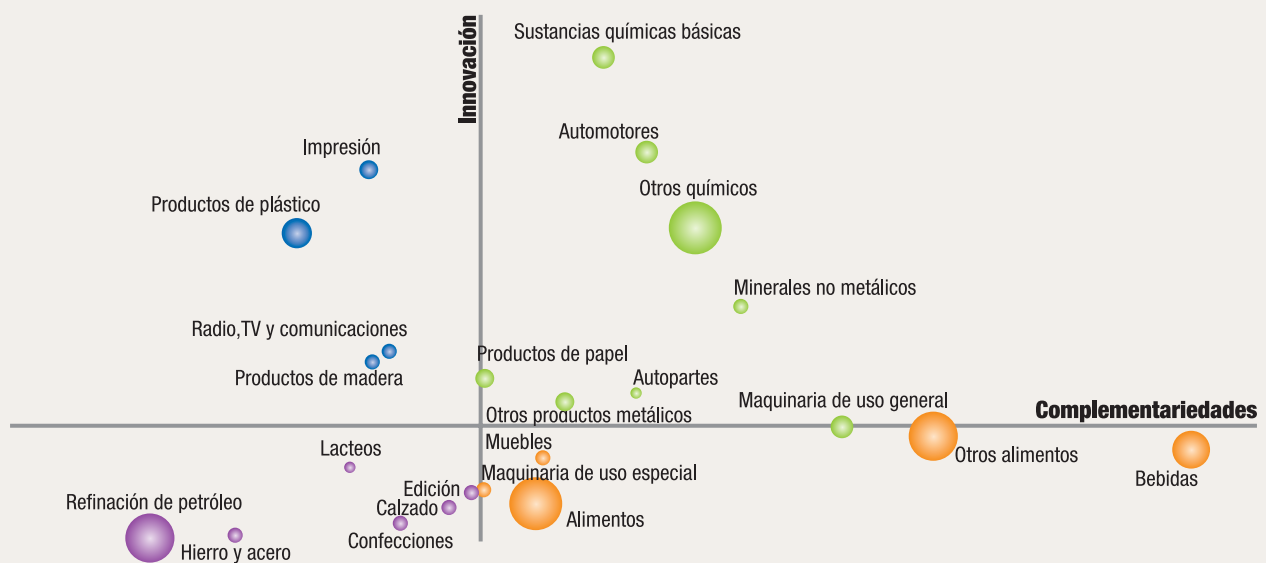 Sustancias químicas básicas
Innovación
Automotores
Impresión
Otros químicos
Productos de plástico
Minerales no metálicos
Radio,TV y comunicaciones
Productos de papel
Productos de madera
Autopartes
Maquinaria de uso general
Complementariedades
Otros productos metálicos
Muebles
Lacteos
Otros alimentos
Maquinaria de uso especial
Bebidas
Edición
Refinación de petróleo
Calzado
Alimentos
Confecciones
Hierro y acero